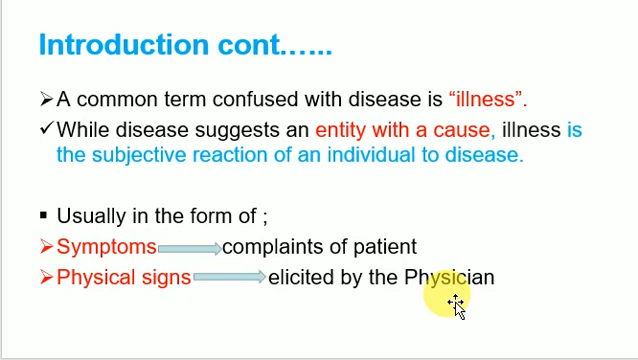 Introduction cont.…...
A common term confused with disease is “illness”.
While disease suggests an entity with a cause, illness is
the subjective reaction of an individual to disease.
Usually in the form of ;
Symptoms complaints of patient
Physical signs elicited by the Physician